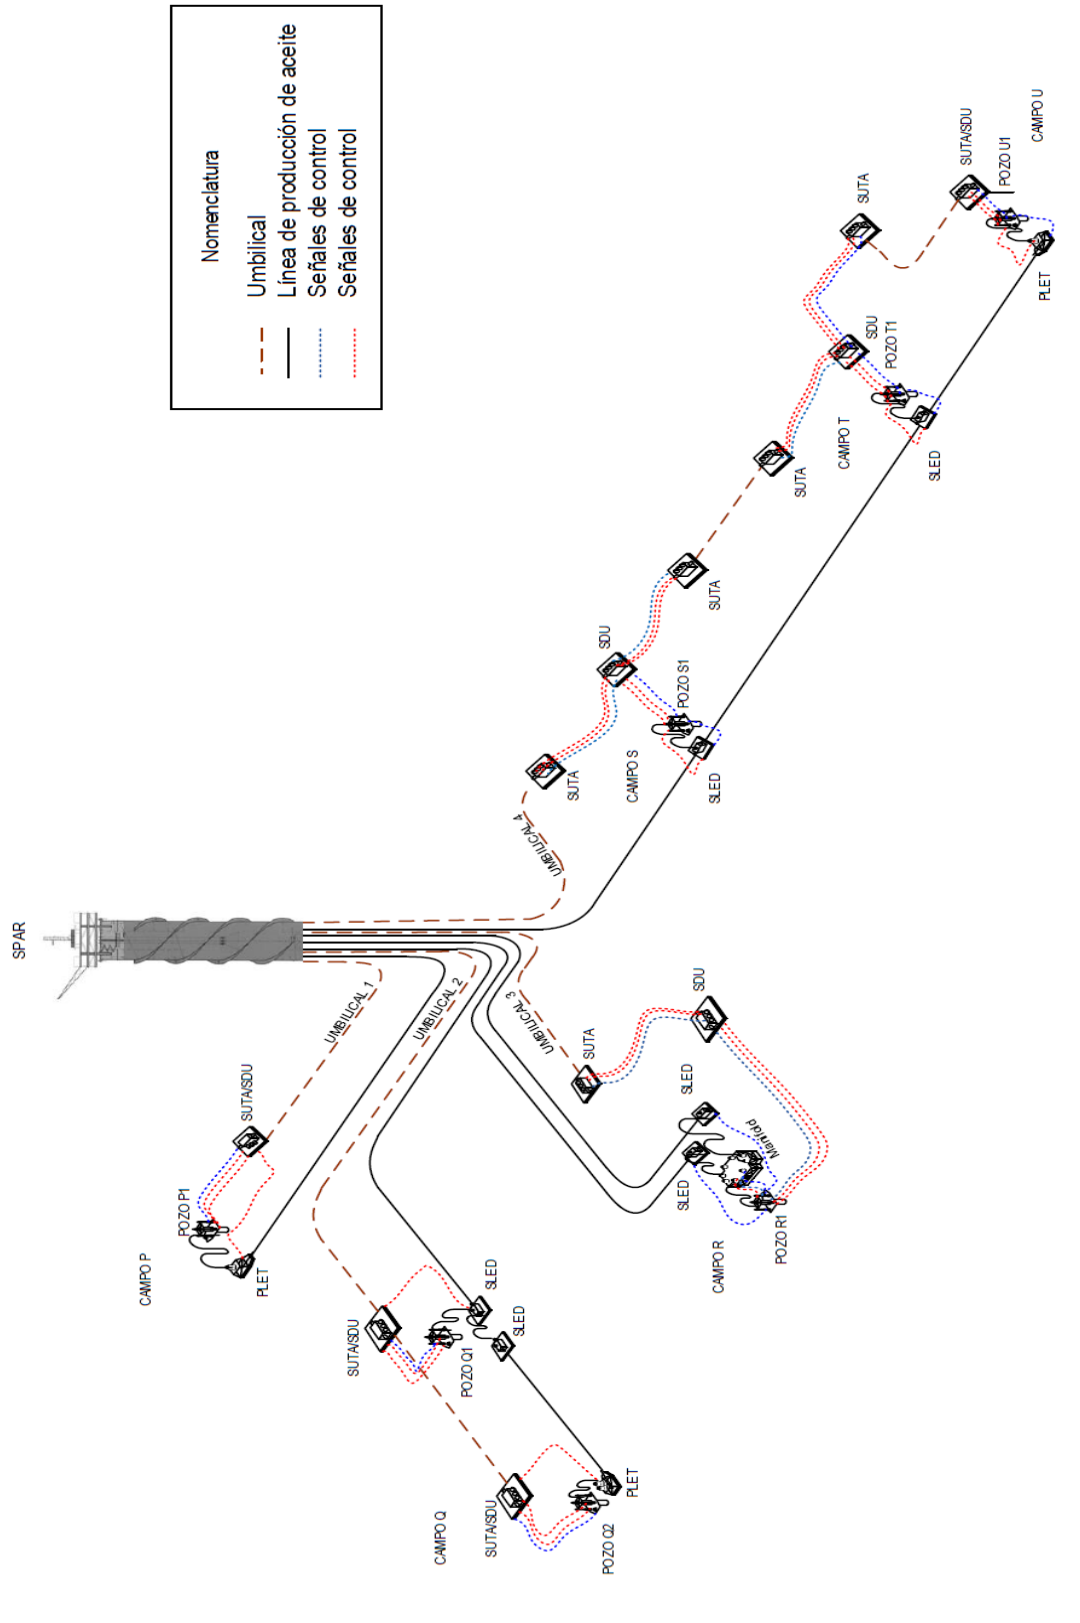 SPAR
Nomenclatura
Umbilical
Línea de producción de aceite
Señales de control
Señales de control
UMBILICAL 1
UMBILICAL 2
UMBILICAL 3
UMBILICAL 4
CAMPO P
POZO P1
SUTA/SDU
PLET
CAMPO Q
SUTA/SDU
POZO Q1
SLED
SLED
SUTA/SDU
POZO Q2
PLET
CAMPO R
SUTA
SDU
SLED
SLED
Manifold
POZO R1
CAMPO S
SUTA
SDU
POZO S1
SLED
SUTA
CAMPO T
SUTA
SDU
POZO T1
SLED
SUTA
SUTA/SDU
POZO U1
CAMPO U
PLET